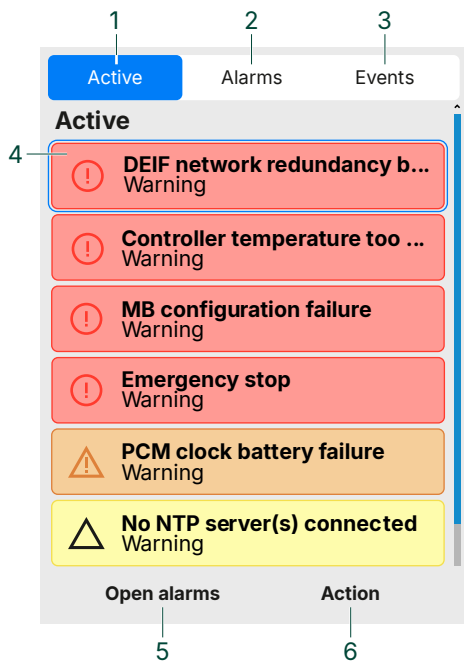 1 2 3
Active Alarms Events
Active
4
DEIF network redundancy b...
Warning
Controller temperature too ...
Warning
MB configuration failure
Warning
Emergency stop
Warning
PCM clock battery failure
Warning
No NTP server(s) connected
Warning
Open alarms Action
5 6